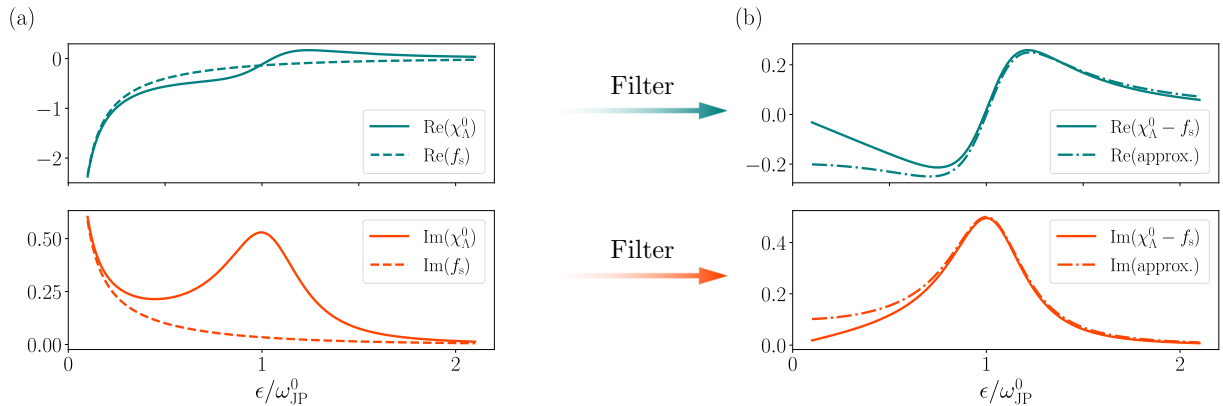 (a)
(b)
0
−1
−2
Re(χ⁰_Λ)
Re(f_s)
Filter
0.2
0.0
−0.2
Re(χ⁰_Λ − f_s)
Re(approx.)
0.50
0.25
0.00
Im(χ⁰_Λ)
Im(f_s)
0
1
2
ϵ/ω⁰_JP
Filter
0.4
0.2
0.0
Im(χ⁰_Λ − f_s)
Im(approx.)
0
1
2
ϵ/ω⁰_JP